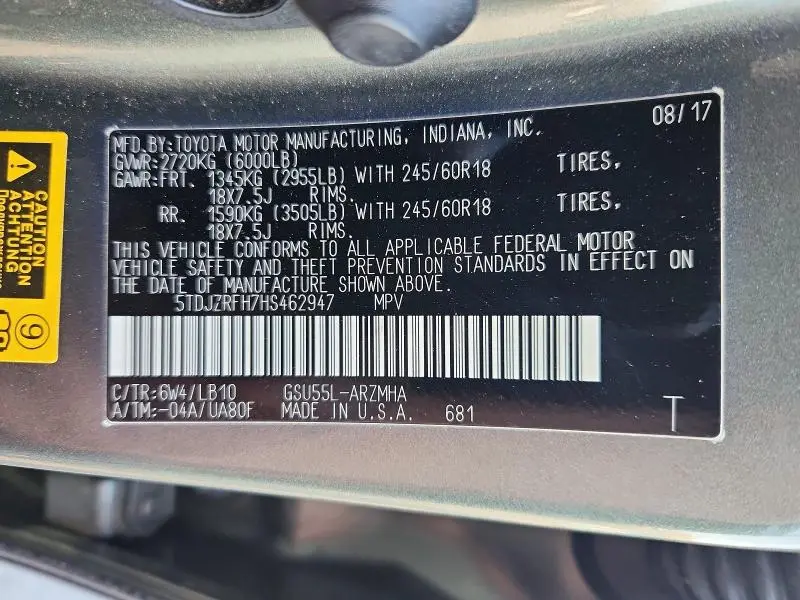 08/17
MFD.BY:TOYOTA MOTOR MANUFACTURING, INDIANA, INC.
GVWR:2720KG (6000LB)
GAWR:FRT. 1345KG (2955LB) WITH 245/60R18 TIRES,
18X7.5J RIMS.
RR. 1590KG (3505LB) WITH 245/60R18 TIRES,
18X7.5J RIMS.
THIS VEHICLE CONFORMS TO ALL APPLICABLE FEDERAL MOTOR
VEHICLE SAFETY AND THEFT PREVENTION STANDARDS IN EFFECT ON
THE DATE OF MANUFACTURE SHOWN ABOVE.
5TDJZRFH7HS462947 MPV
C/TR:6W4/LB10 GSU55L-ARZMHA
A/TM:-04A/UA80F MADE IN U.S.A. 681
T
CAUTION
ATTENTION
ACHTUNG
9